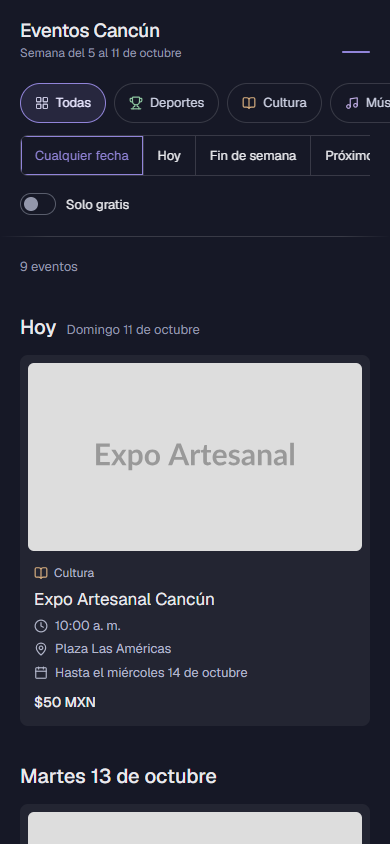 Eventos Cancún
Semana del 5 al 11 de octubre
Todas Deportes Cultura Mús
Cualquier fecha Hoy Fin de semana Próximo
Solo gratis
9 eventos
Hoy Domingo 11 de octubre
Expo Artesanal
Cultura
Expo Artesanal Cancún
10:00 a. m.
Plaza Las Américas
Hasta el miércoles 14 de octubre
$50 MXN
Martes 13 de octubre